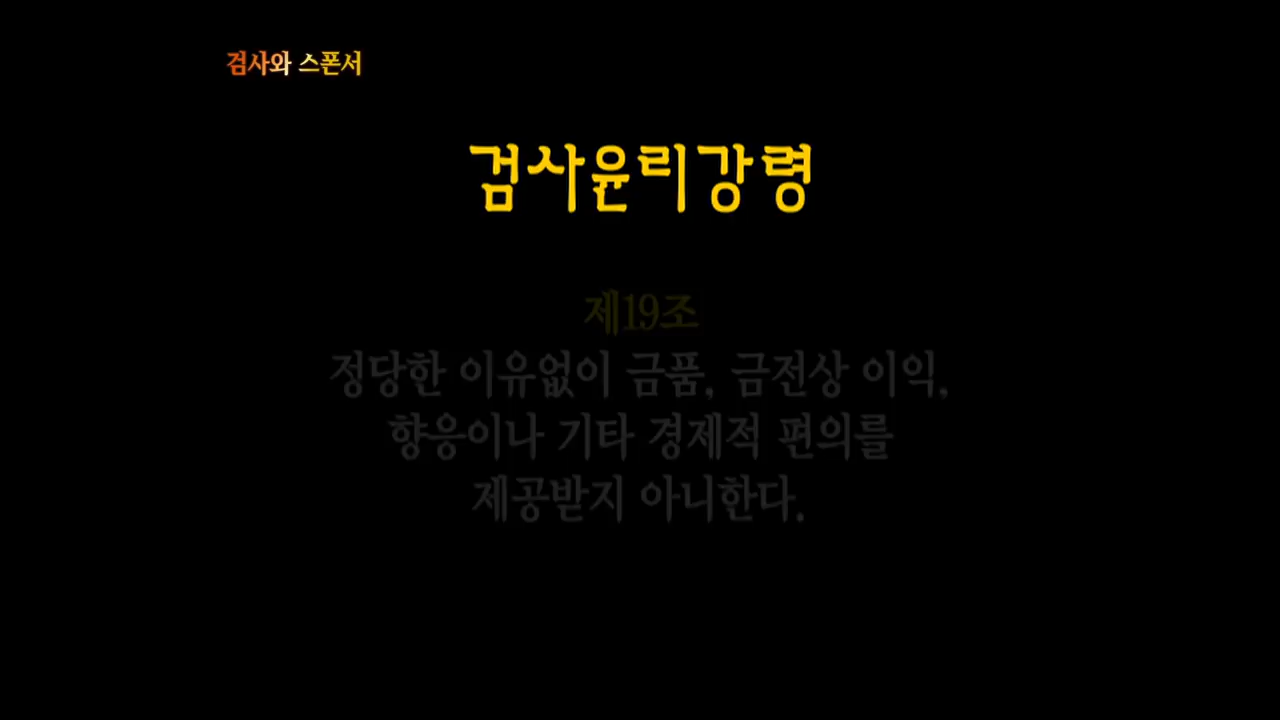 검사와 스폰서
검사윤리강령
제19조
정당한 이유없이 금품, 금전상 이익,
향응이나 기타 경제적 편의를
제공받지 아니한다.